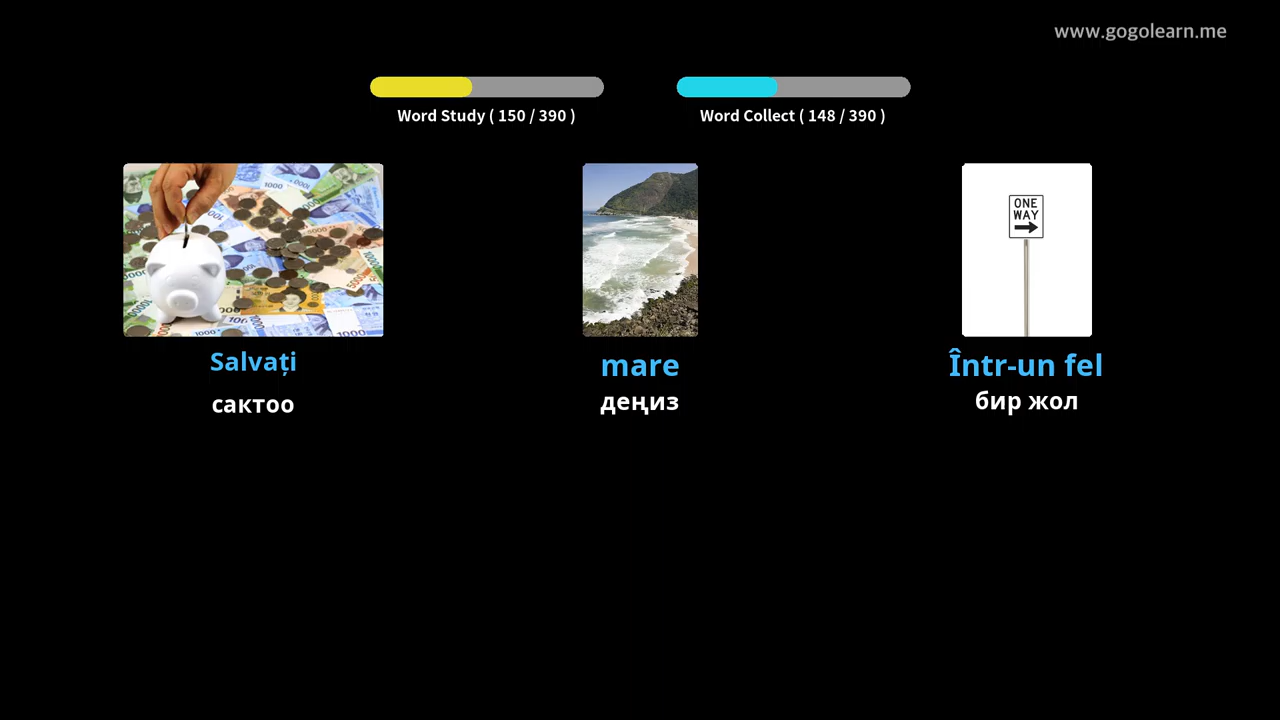 www.gogolearn.me
Word Study ( 150 / 390 )
Word Collect ( 148 / 390 )
ONE
WAY
Salvați
mare
Într-un fel
сактоо
деңиз
бир жол